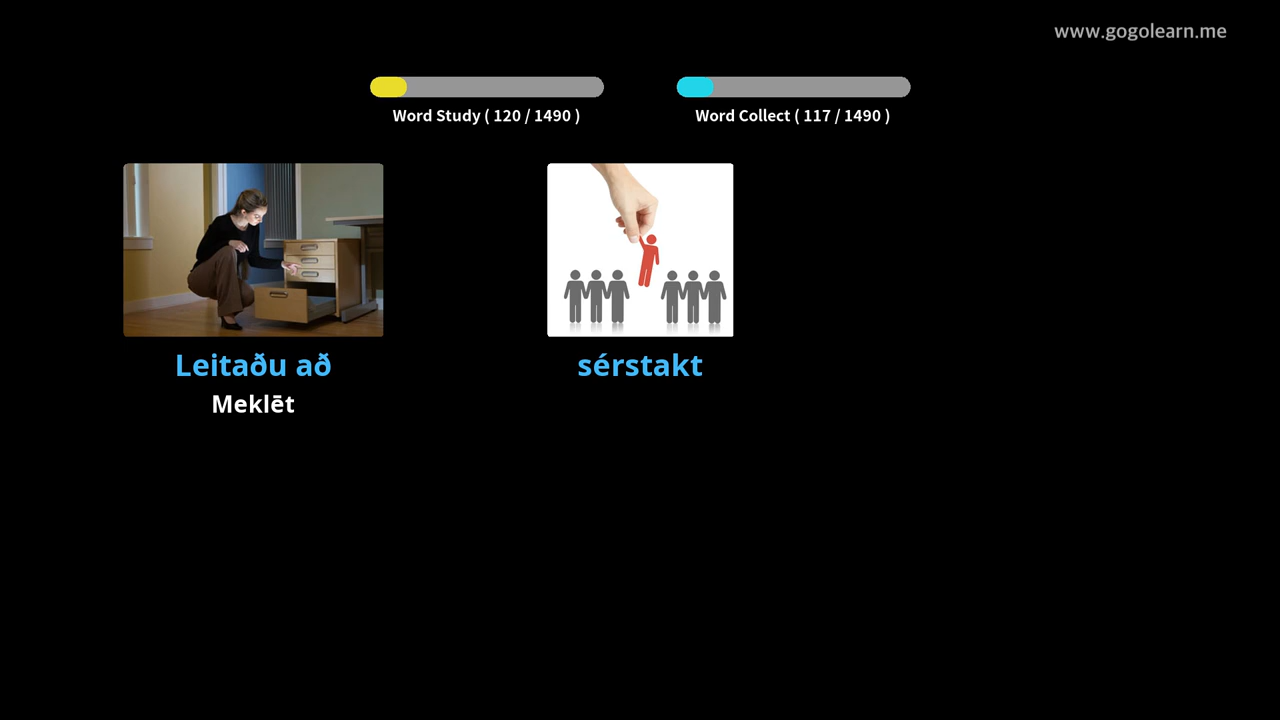 www.gogolearn.me
Word Study ( 120 / 1490 )
Word Collect ( 117 / 1490 )
Leitaðu að
Meklēt
sérstakt